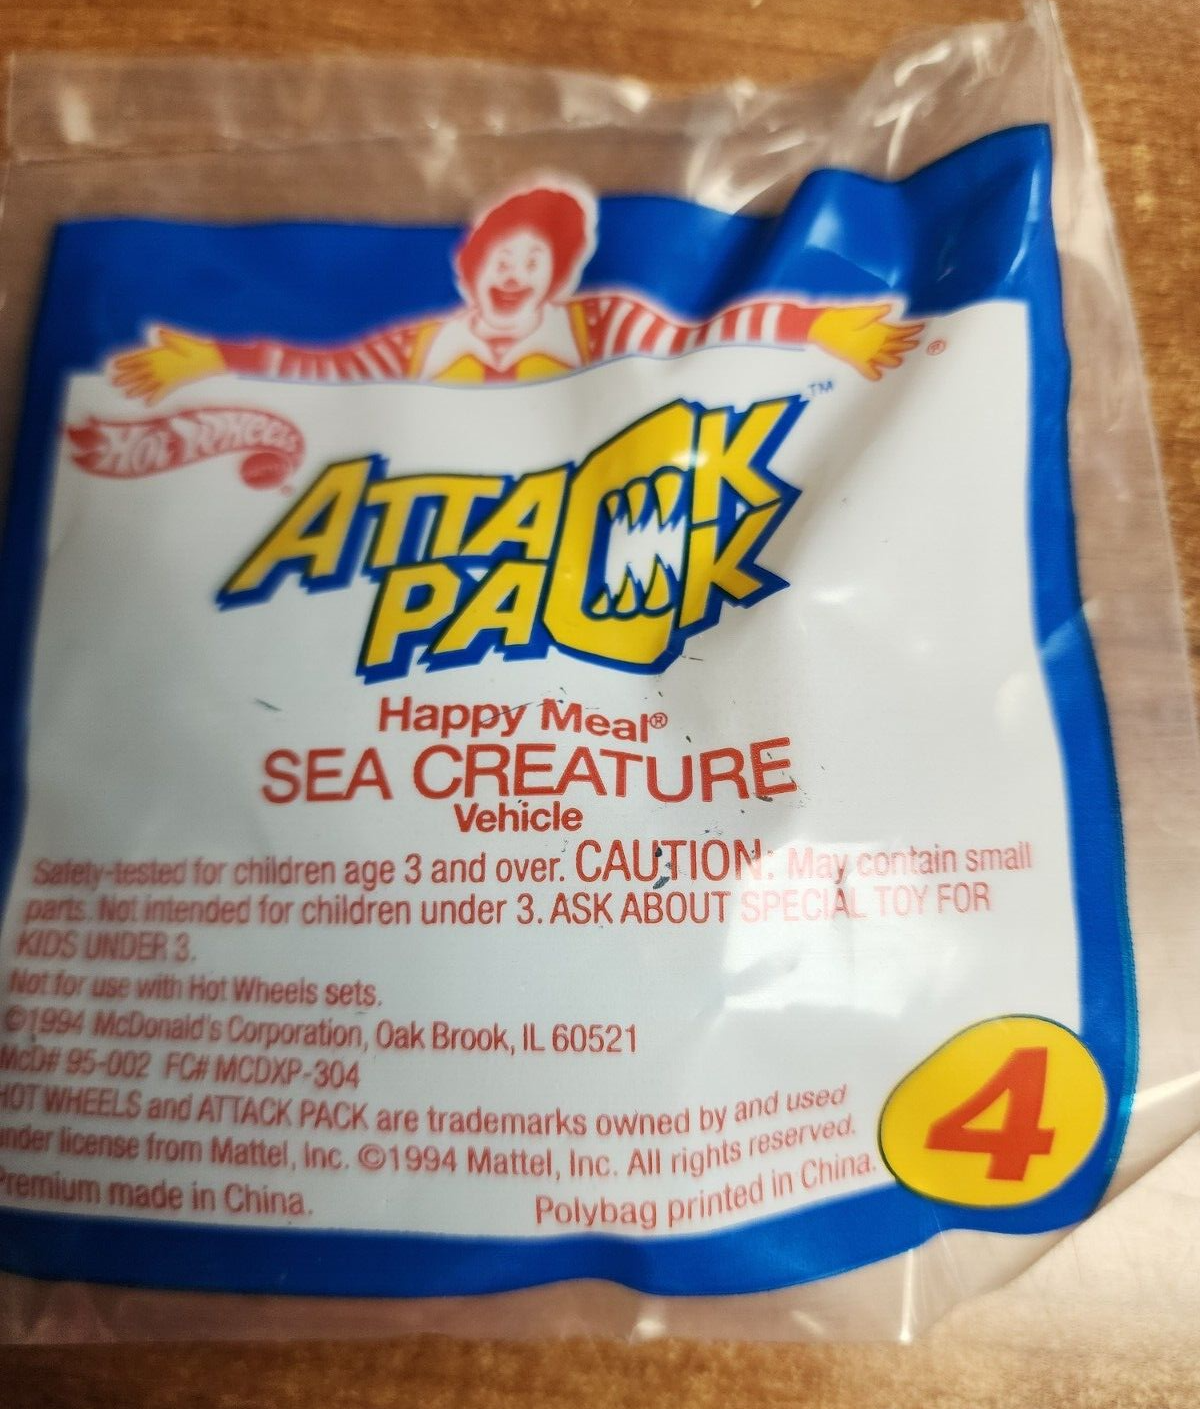 ®
HOT WHEELS
ATTACK ™
PACK
Happy Meal®
SEA CREATURE
Vehicle
Safety-tested for children age 3 and over. CAUTION: May contain small
parts. Not intended for children under 3. ASK ABOUT SPECIAL TOY FOR
KIDS UNDER 3.
Not for use with Hot Wheels sets.
©1994 McDonald's Corporation, Oak Brook, IL 60521
McD# 95-002 FC# MCDXP-304
HOT WHEELS and ATTACK PACK are trademarks owned by and used
under license from Mattel, Inc. ©1994 Mattel, Inc. All rights reserved.
Premium made in China. Polybag printed in China.
4